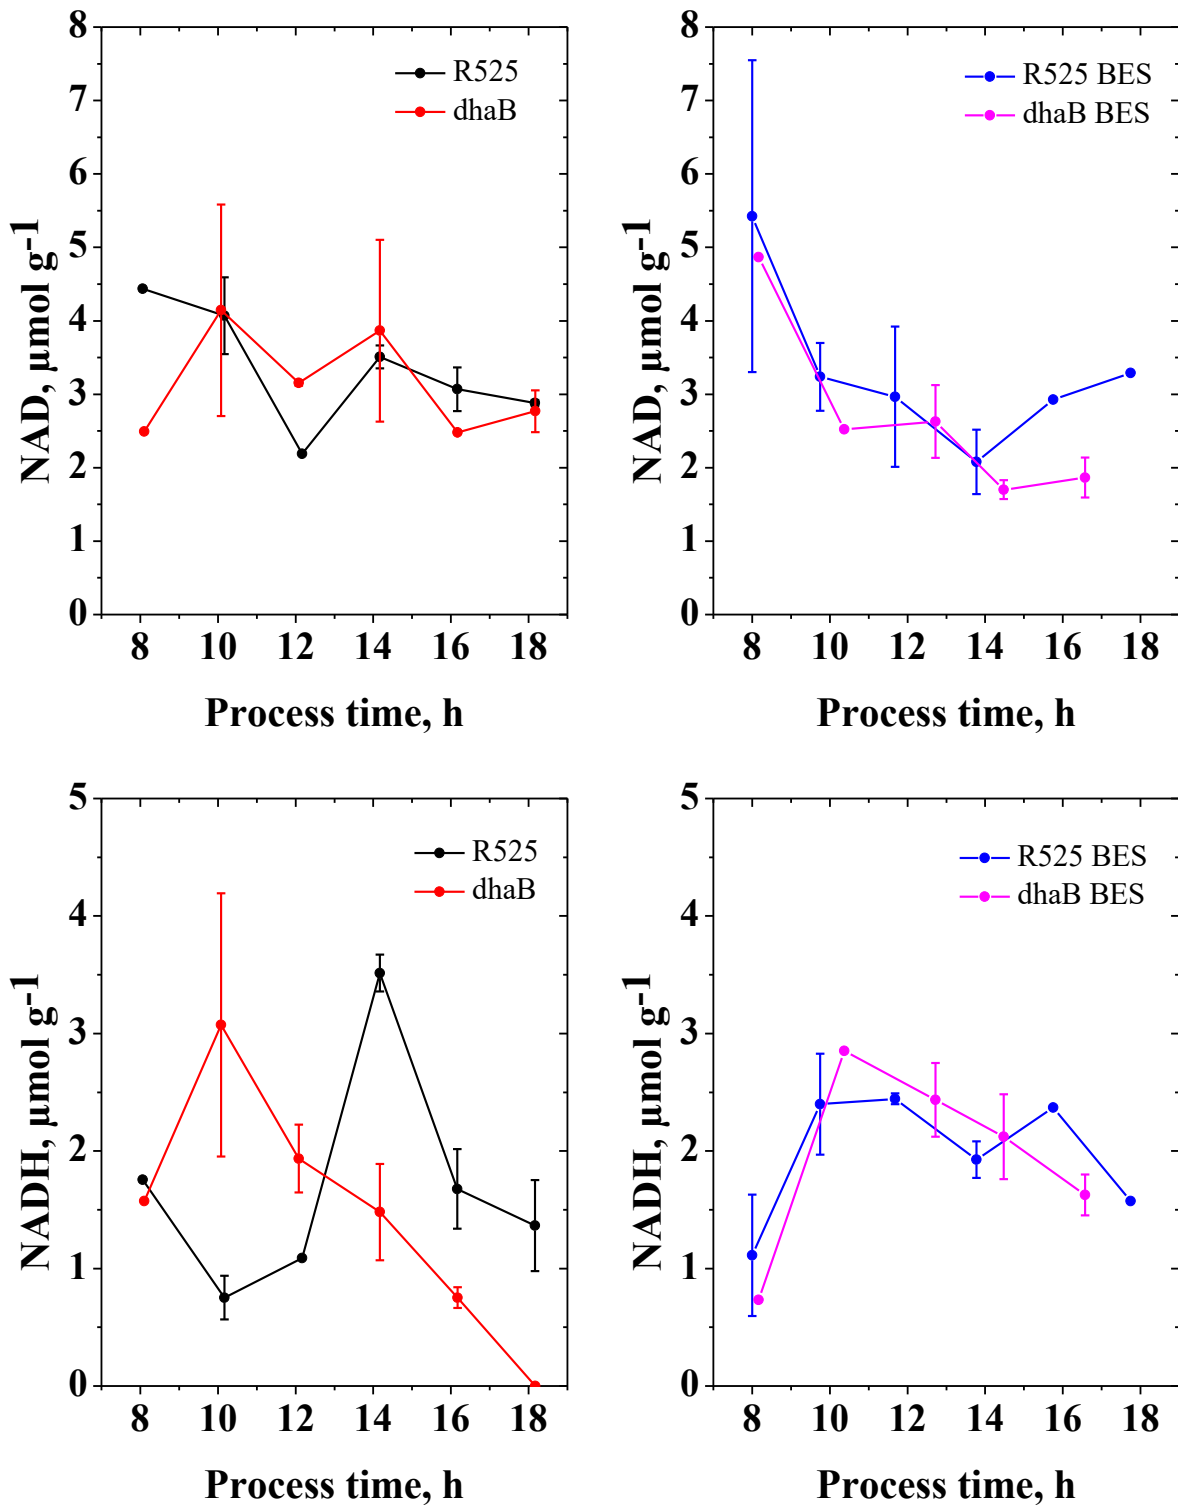 8
7
6
5
4
3
2
1
0
NAD, µmol g-1
R525
dhaB
8 10 12 14 16 18
Process time, h
8
7
6
5
4
3
2
1
0
NAD, µmol g-1
R525 BES
dhaB BES
8 10 12 14 16 18
Process time, h
5
4
3
2
1
0
NADH, µmol g-1
R525
dhaB
8 10 12 14 16 18
Process time, h
5
4
3
2
1
0
NADH, µmol g-1
R525 BES
dhaB BES
8 10 12 14 16 18
Process time, h